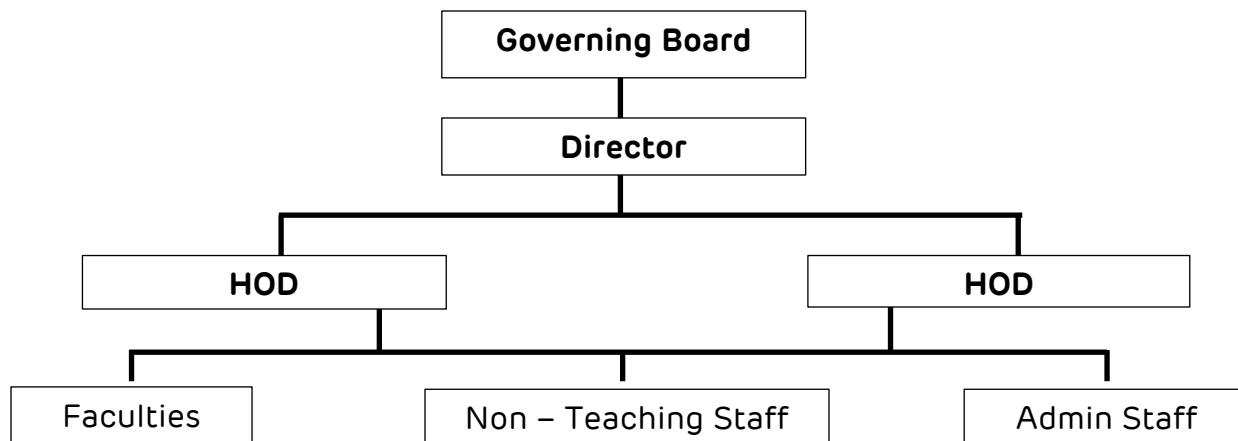 Governing Board
Director
HOD
HOD
Faculties
Non – Teaching Staff
Admin Staff